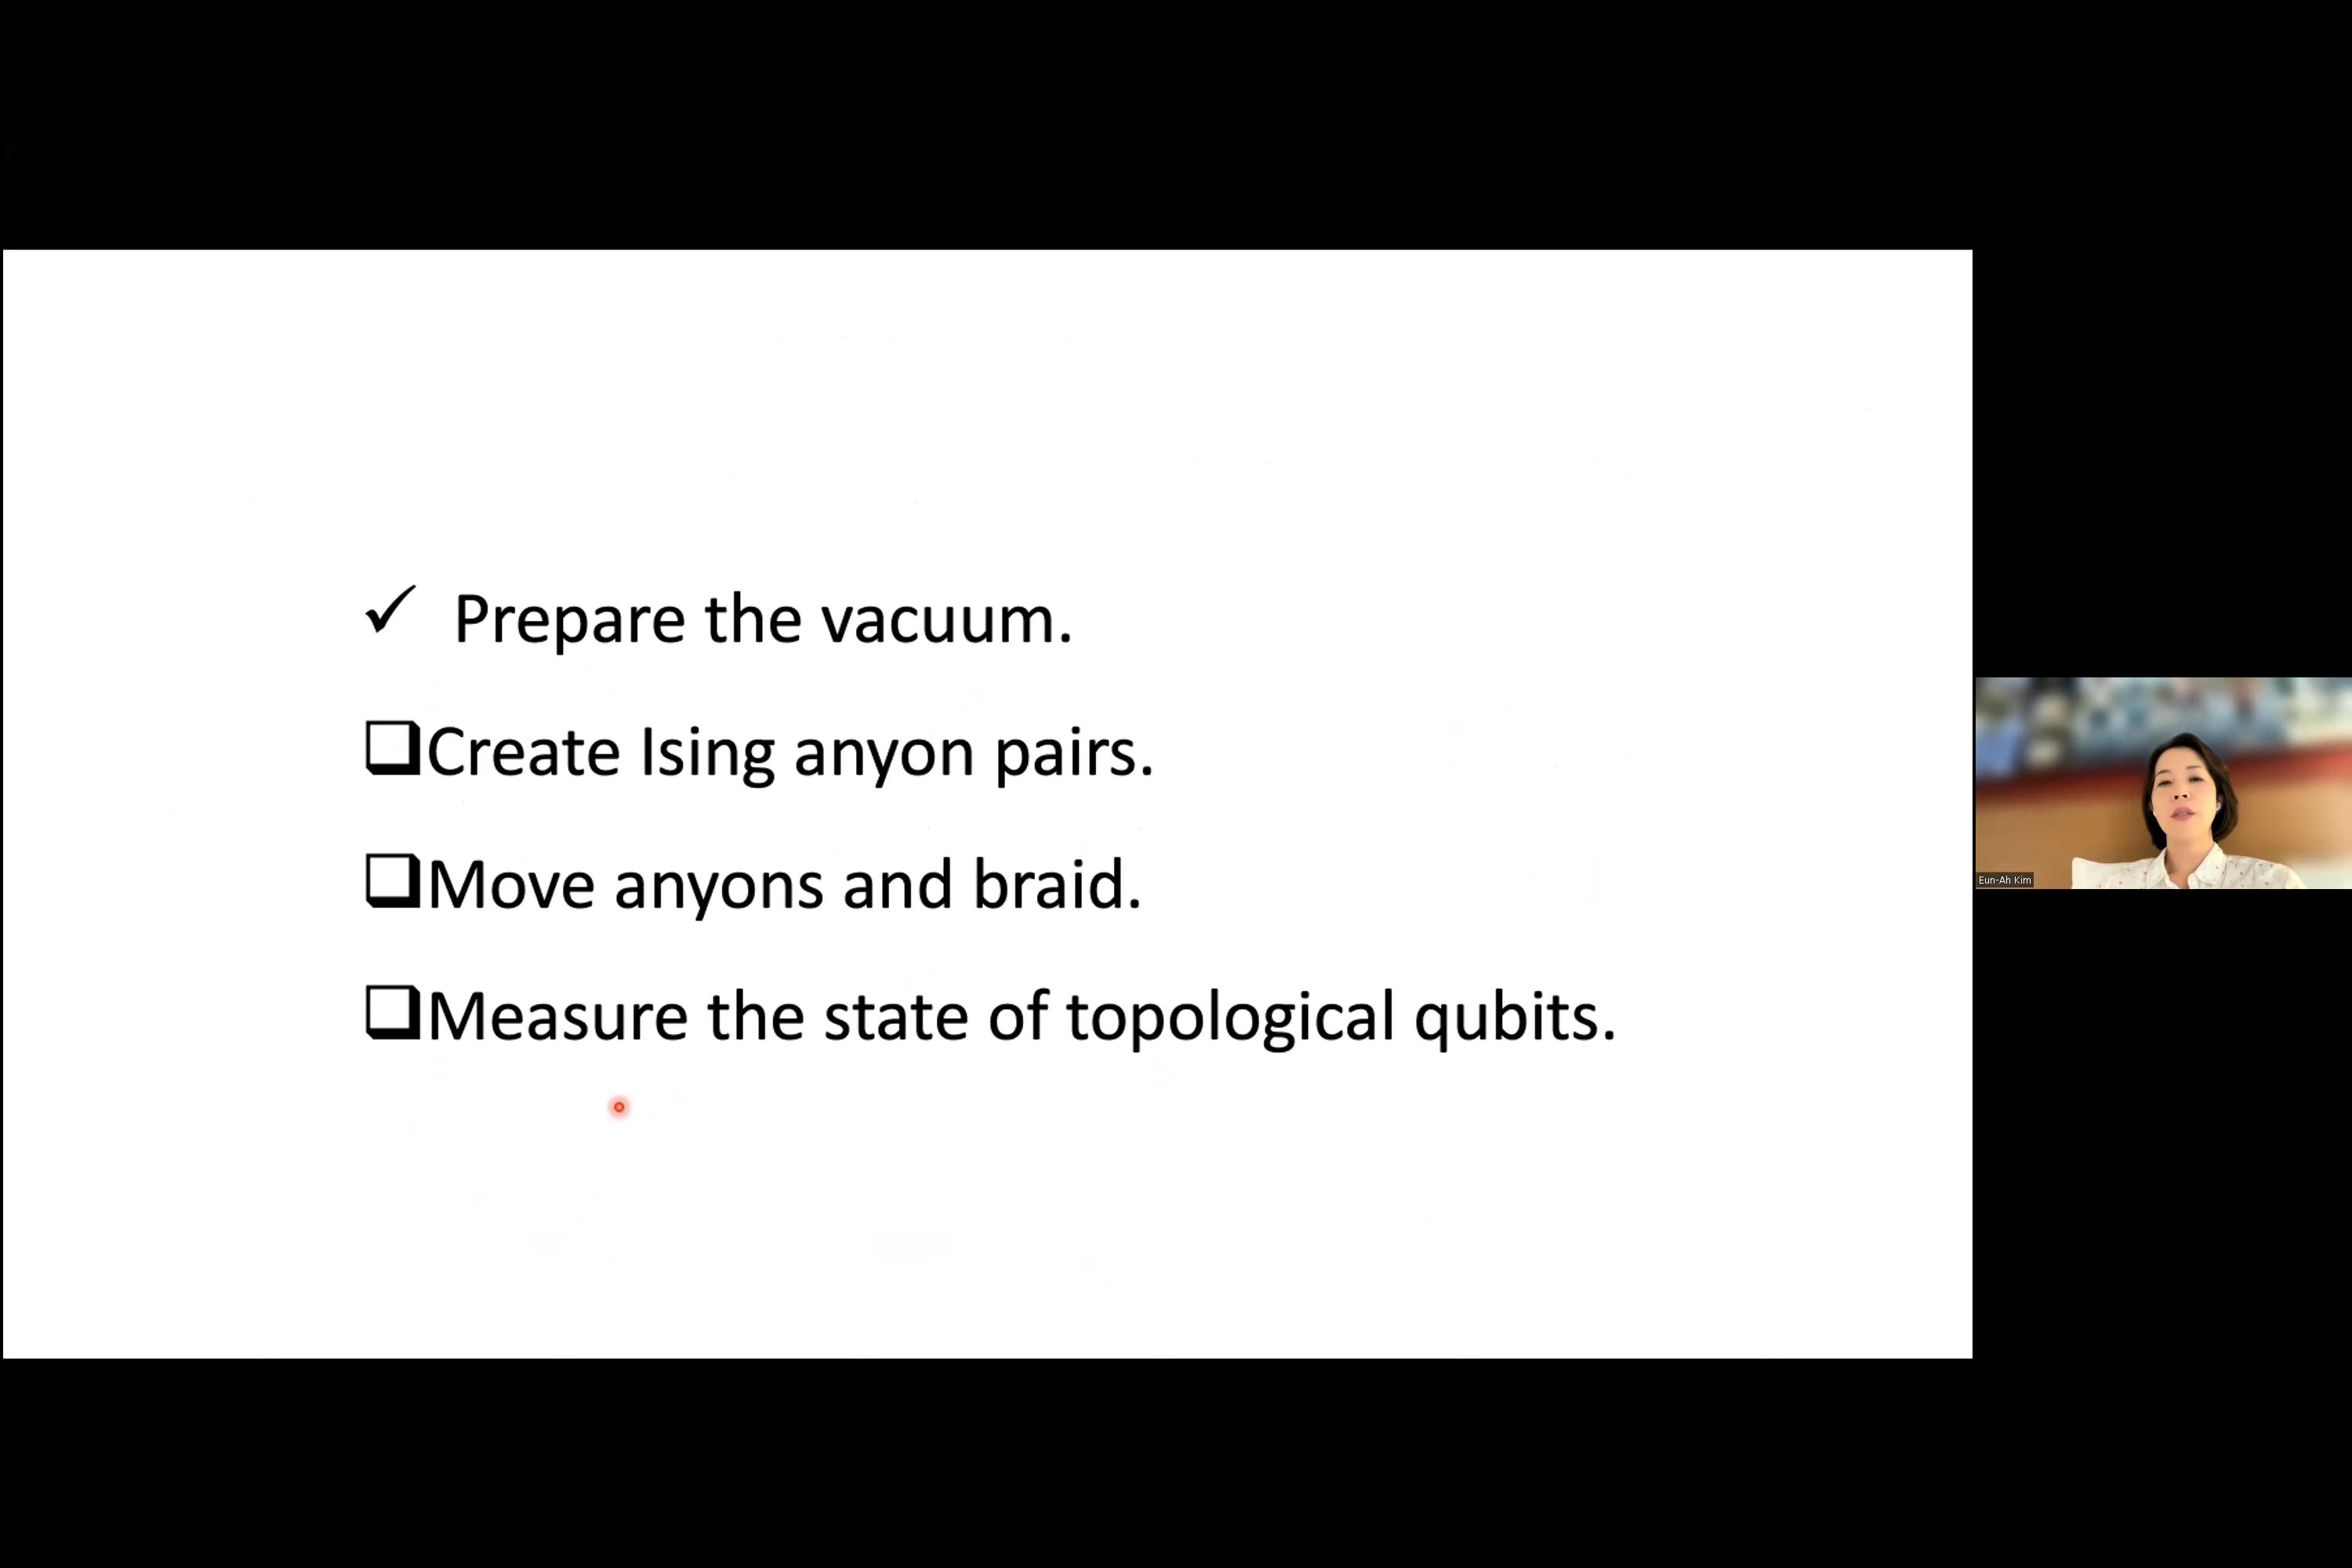 ✓ Prepare the vacuum.
❑Create Ising anyon pairs.
❑Move anyons and braid.
❑Measure the state of topological qubits.
Eun-Ah Kim